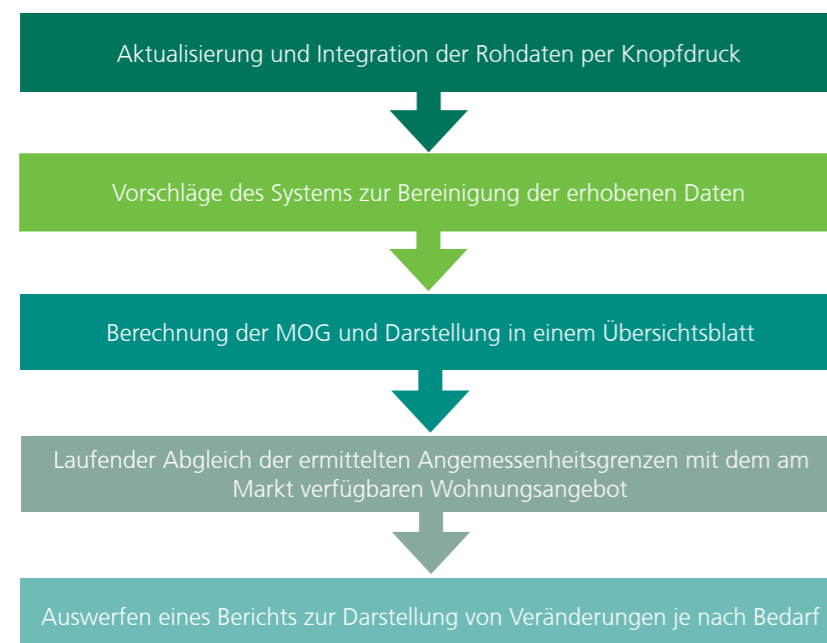 Aktualisierung und Integration der Rohdaten per Knopfdruck
Vorschläge des Systems zur Bereinigung der erhobenen Daten
Berechnung der MOG und Darstellung in einem Übersichtsblatt
Laufender Abgleich der ermittelten Angemessenheitsgrenzen mit dem am
Markt verfügbaren Wohnungsangebot
Auswerfen eines Berichts zur Darstellung von Veränderungen je nach Bedarf